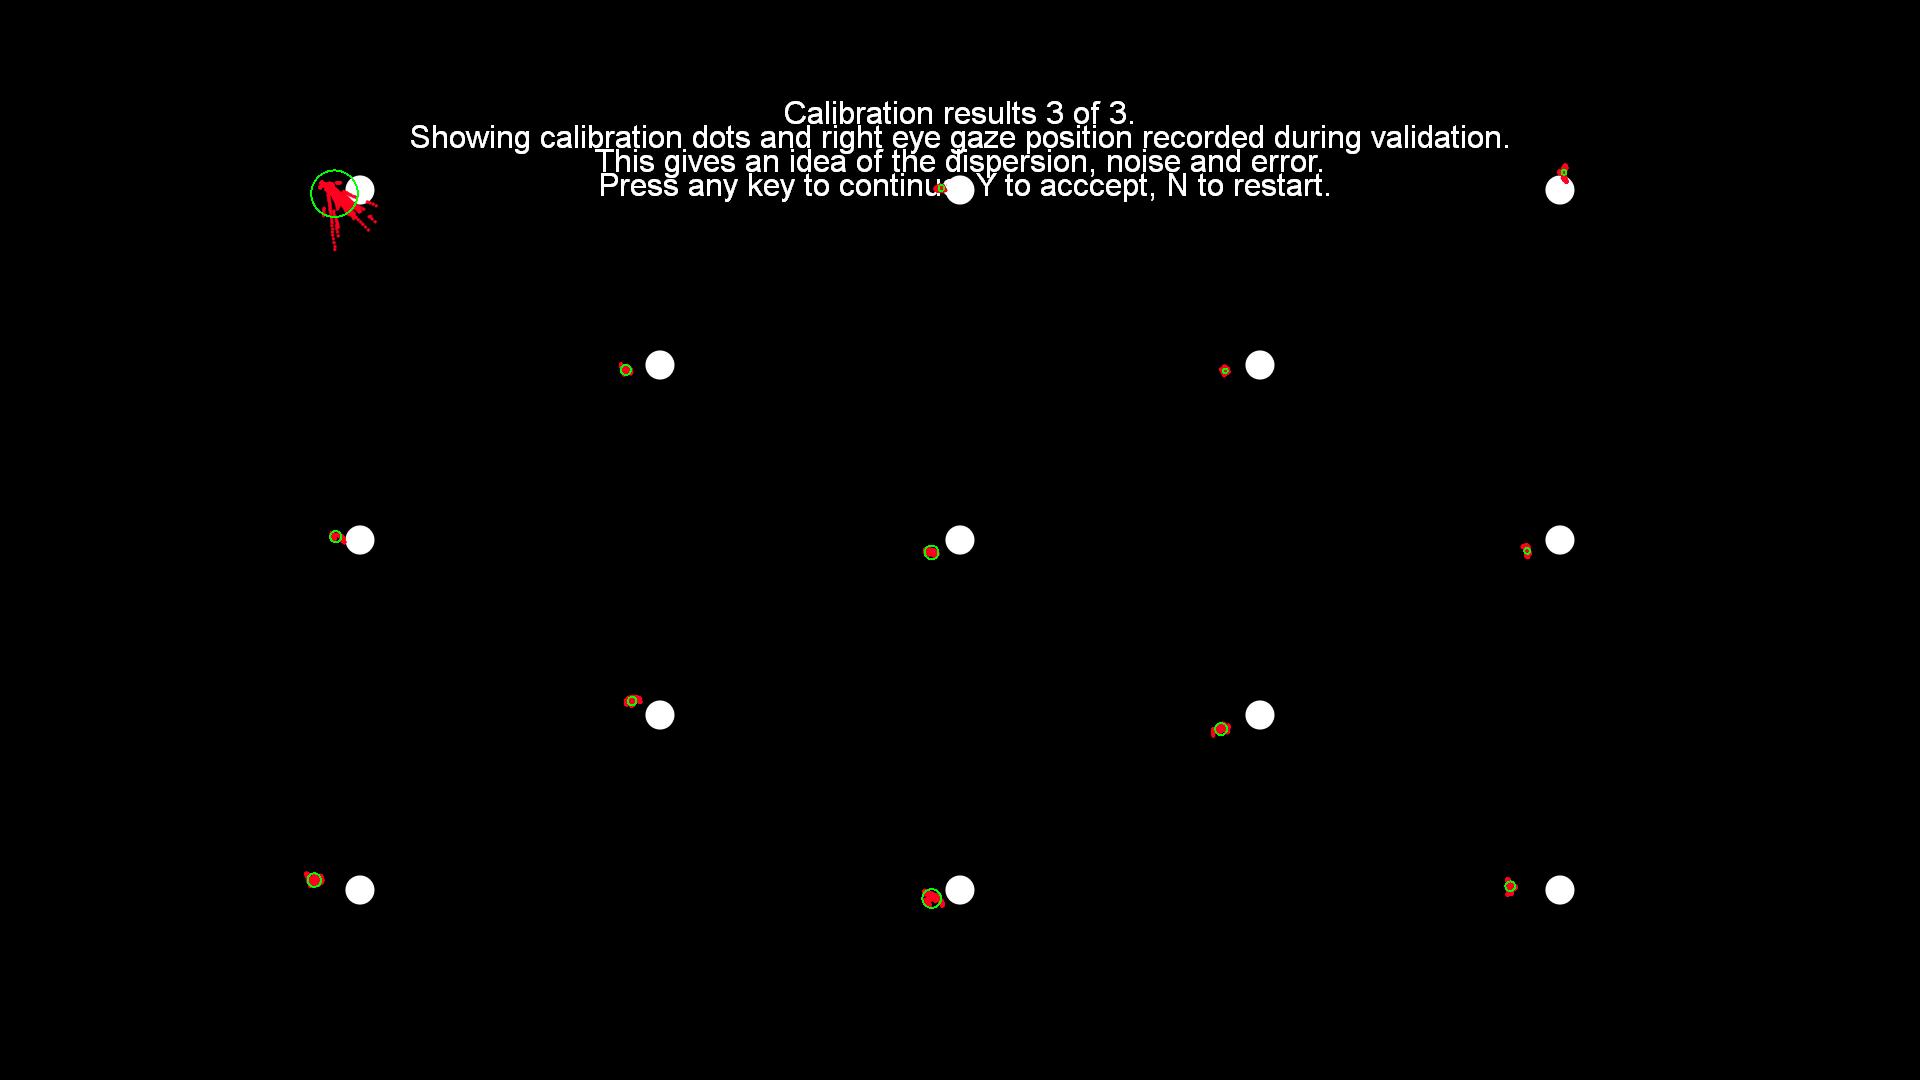 Calibration results 3 of 3.
Showing calibration dots and right eye gaze position recorded during validation.
This gives an idea of the dispersion, noise and error.
Press any key to continue. Y to acccept, N to restart.